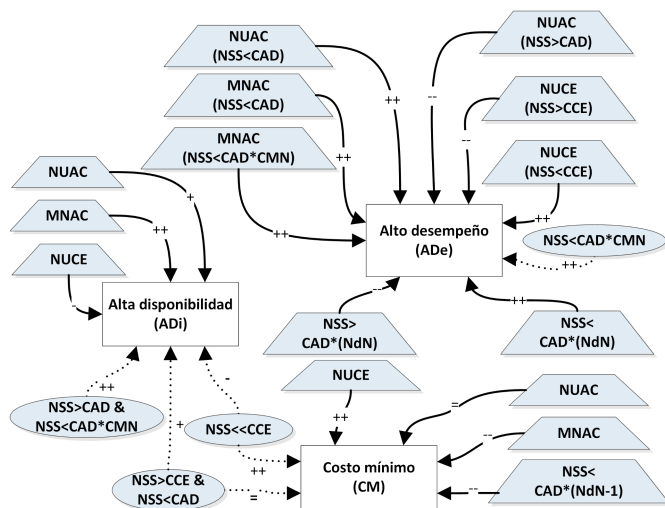 NUAC
(NSS<CAD)
NUAC
(NSS>CAD)
MNAC
(NSS<CAD)
++
--
NUCE
(NSS>CCE)
MNAC
(NSS<CAD*CMN)
++
--
NUCE
(NSS<CCE)
NUAC
+
MNAC
++
++
Alto desempeño
(ADe)
++
NSS<CAD*CMN
++
NUCE
-
Alta disponibilidad
(ADi)
--
++
NSS>
CAD*(NdN)
NSS<
CAD*(NdN)
++
-
NUCE
NUAC
NSS>CAD &
NSS<CAD*CMN
+
NSS<<CCE
++
=
MNAC
--
++
Costo mínimo
(CM)
NSS>CCE &
NSS<CAD
=
--
NSS<
CAD*(NdN-1)